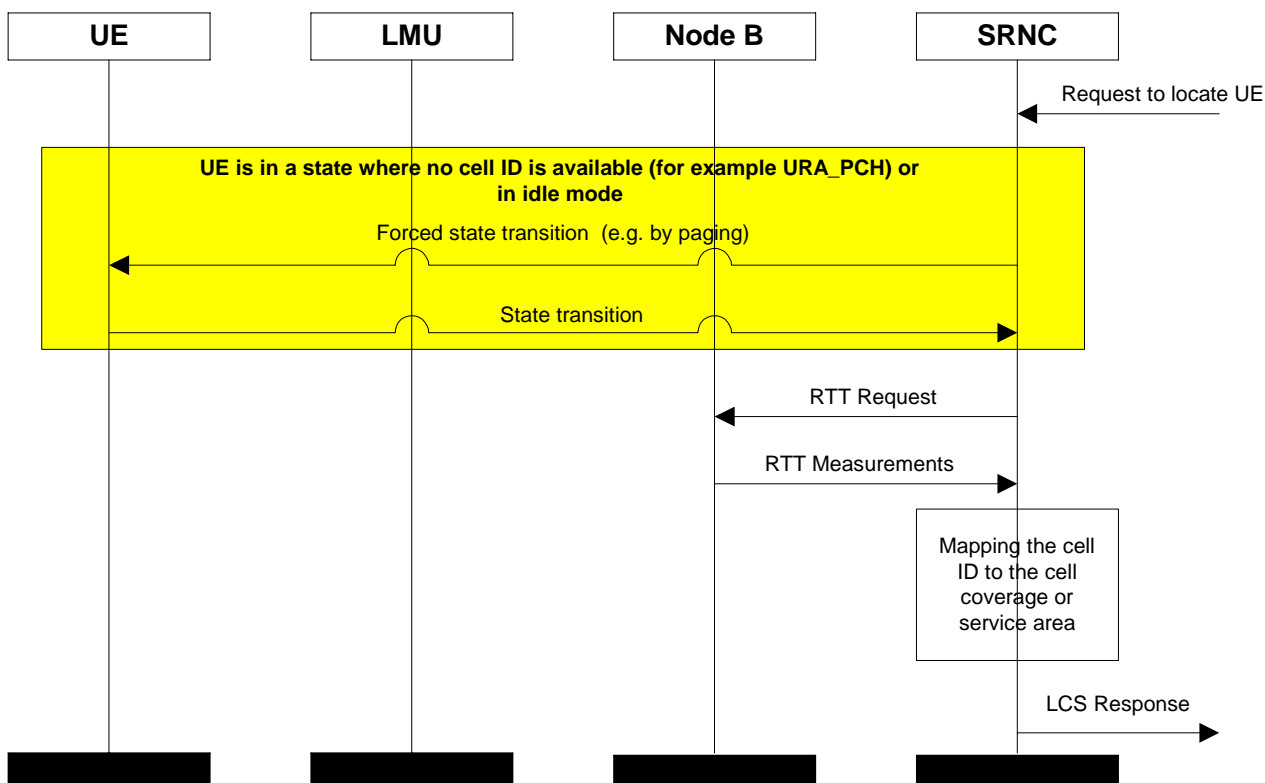 UE
LMU
Node B
SRNC
Request to locate UE
UE is in a state where no cell ID is available (for example URA_PCH) or
in idle mode
Forced state transition (e.g. by paging)
State transition
RTT Request
RTT Measurements
Mapping the cell
ID to the cell
coverage or
service area
LCS Response